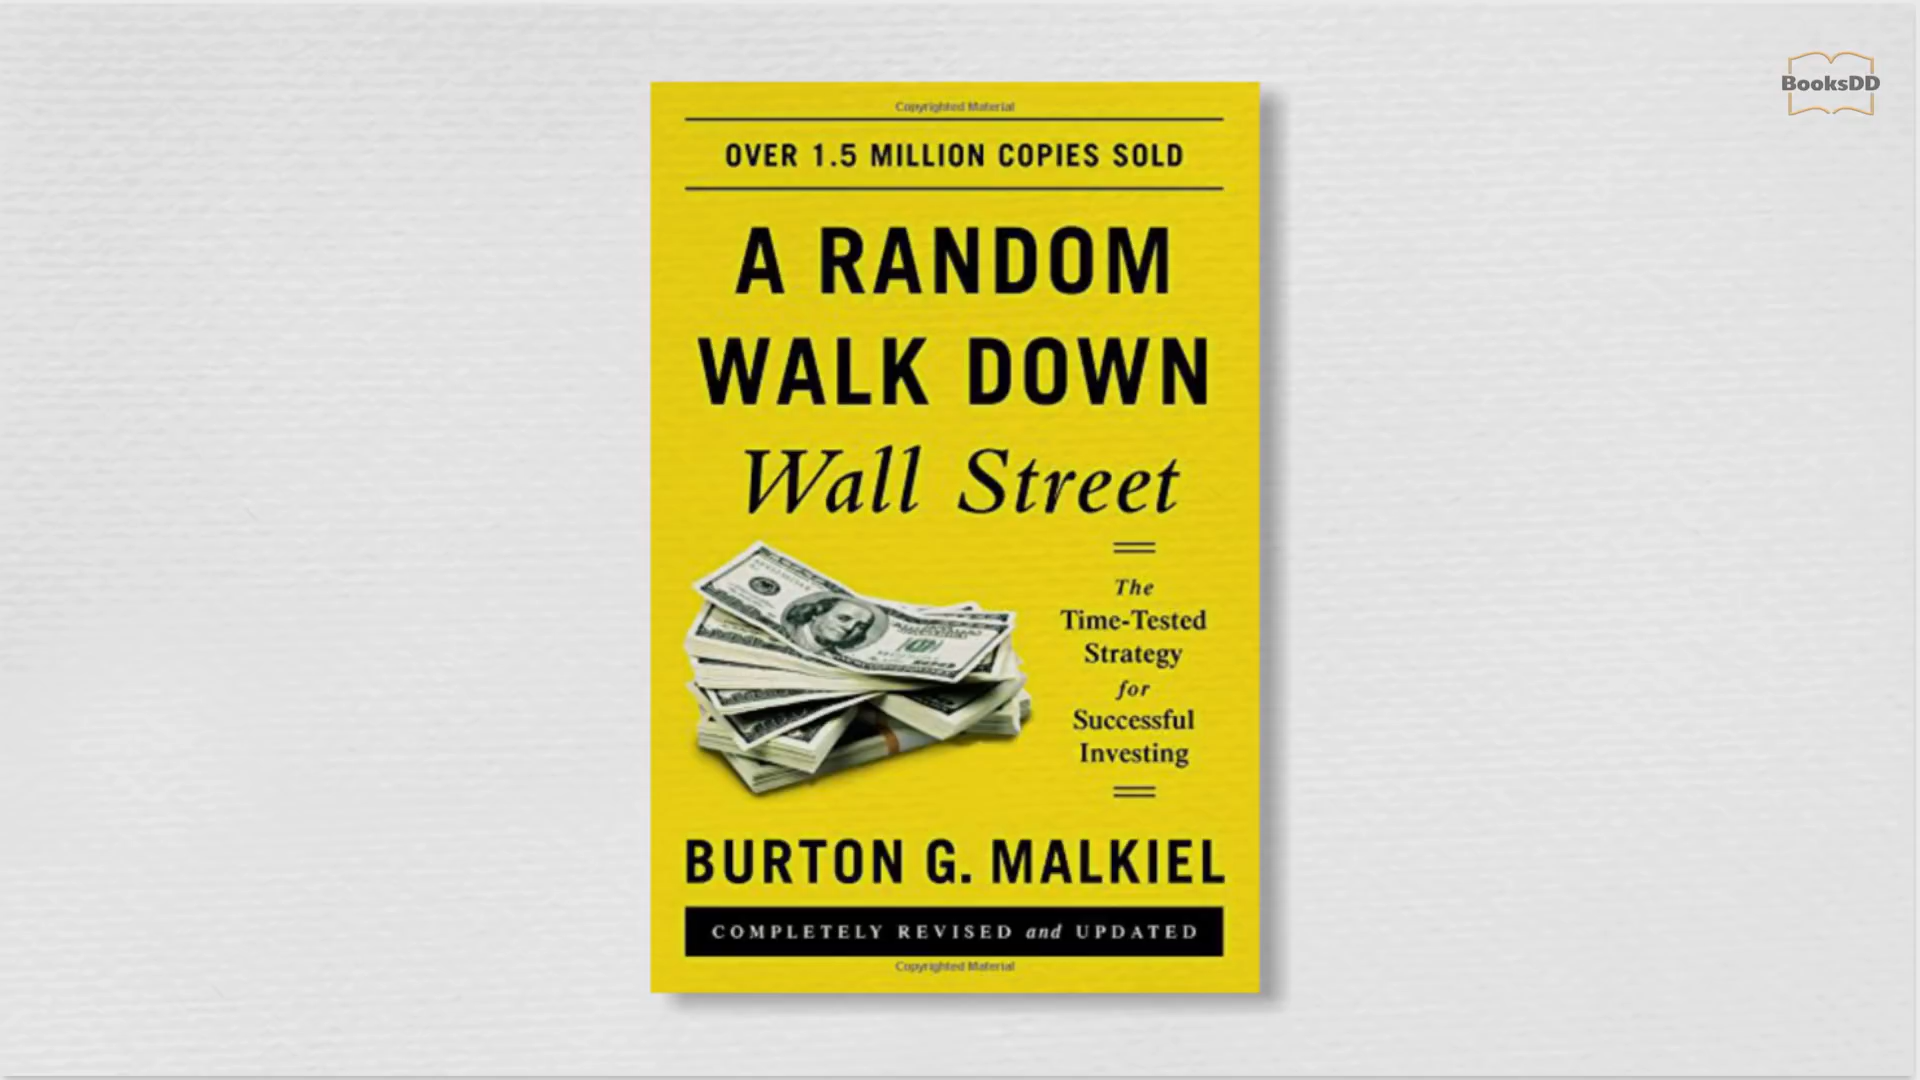 BooksDD
Copyrighted Material
OVER 1.5 MILLION COPIES SOLD
A RANDOM
WALK DOWN
Wall Street
The
Time-Tested
Strategy
for
Successful
Investing
BURTON G. MALKIEL
COMPLETELY REVISED and UPDATED
Copyrighted Material